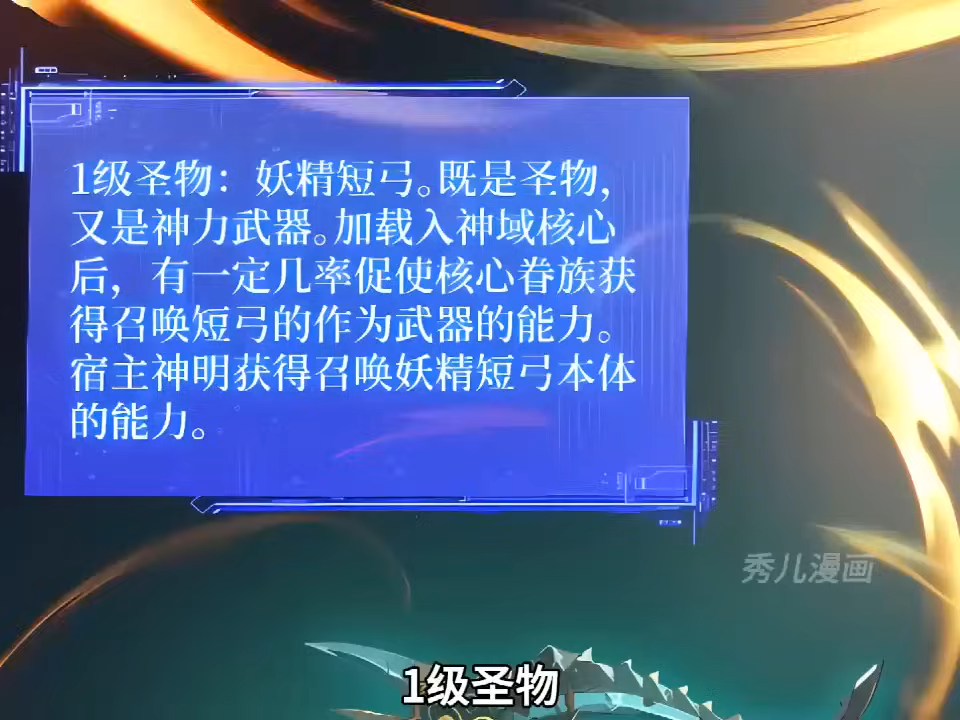 1级圣物：妖精短弓。既是圣物，
又是神力武器。加载入神域核心
后，有一定几率促使核心眷族获
得召唤短弓的作为武器的能力。
宿主神明获得召唤妖精短弓本体
的能力。
秀儿漫画
1级圣物